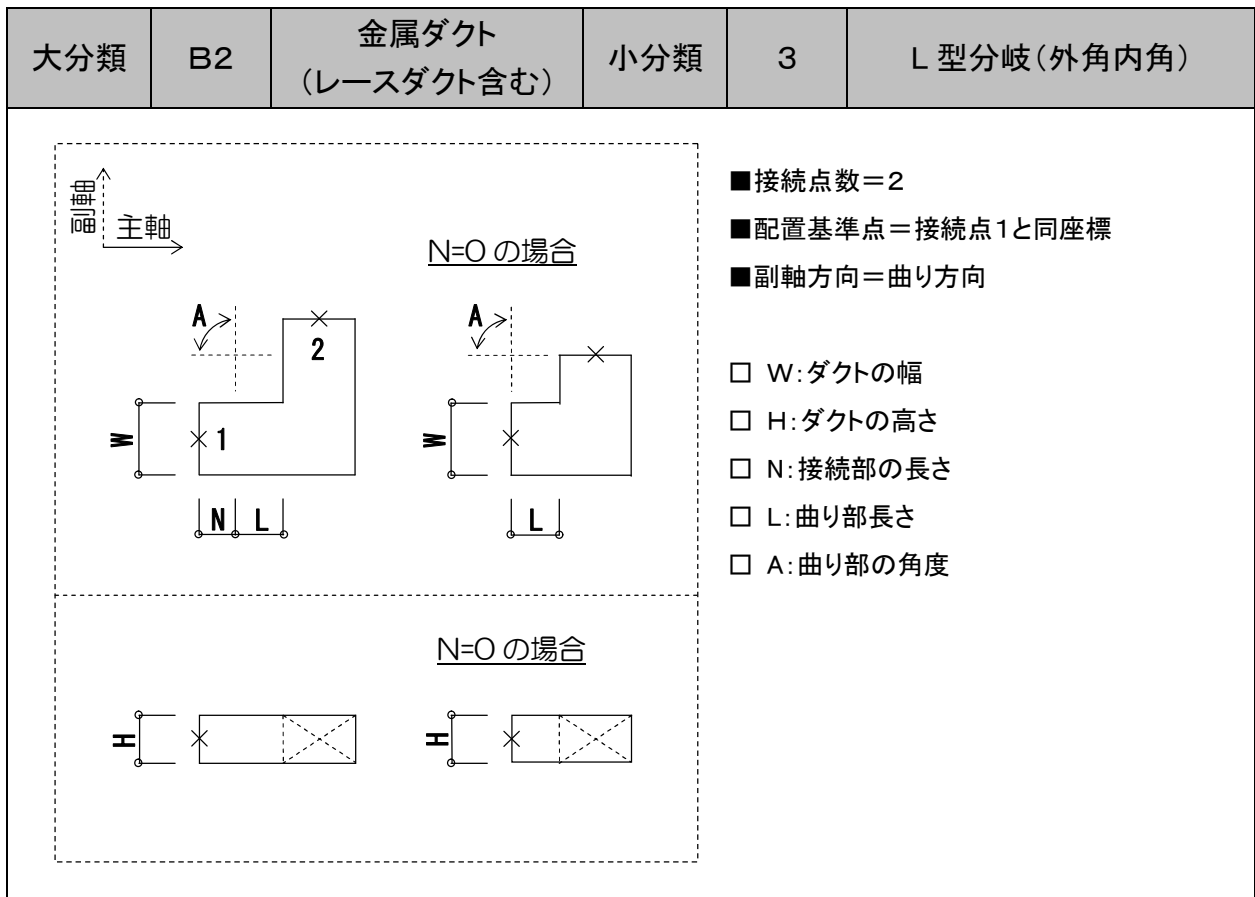 大分類 B2 金属ダクト（レースダクト含む） 小分類 3 L型分岐（外角内角）
副軸
主軸
N=0の場合
A
2
W
1
N L
A
W
L
■接続点数＝2
■配置基準点＝接続点1と同座標
■副軸方向＝曲り方向
□ W：ダクトの幅
□ H：ダクトの高さ
□ N：接続部の長さ
□ L：曲り部長さ
□ A：曲り部の角度
N=0の場合
H
H